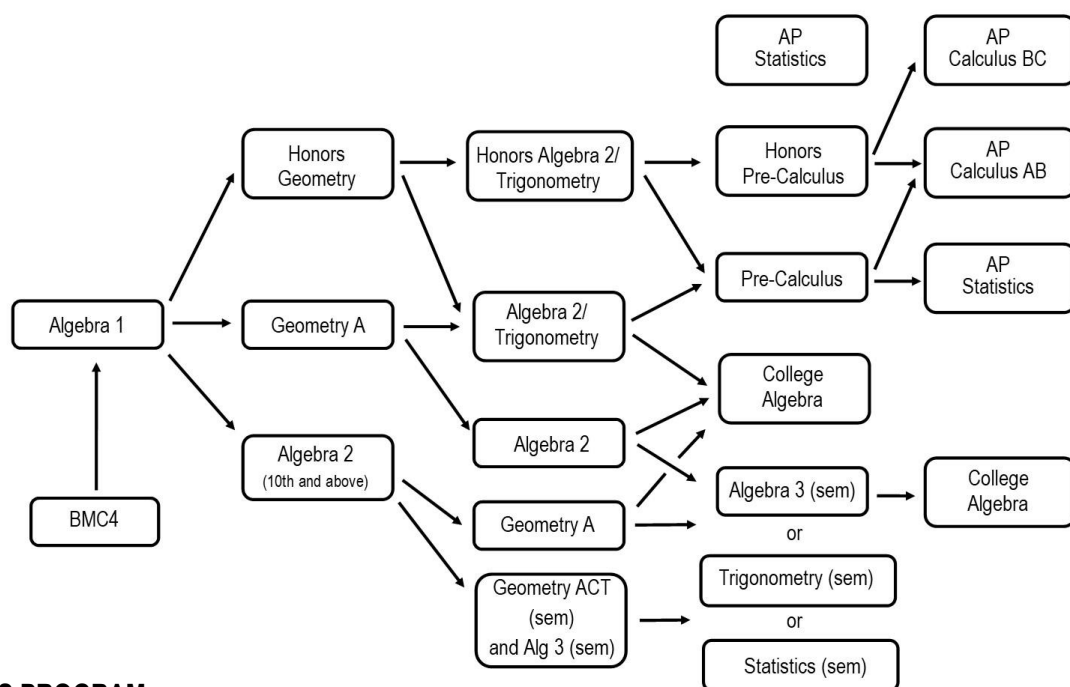 AP
Statistics
AP
Calculus BC
Honors
Geometry
Honors Algebra 2/
Trigonometry
Honors
Pre-Calculus
AP
Calculus AB
Algebra 1
Geometry A
Algebra 2/
Trigonometry
Pre-Calculus
AP
Statistics
College
Algebra
Algebra 2
(10th and above)
Algebra 2
BMC4
Geometry A
Algebra 3 (sem)
College
Algebra
or
Geometry ACT
(sem)
and Alg 3 (sem)
Trigonometry (sem)
or
Statistics (sem)
PROGRAM